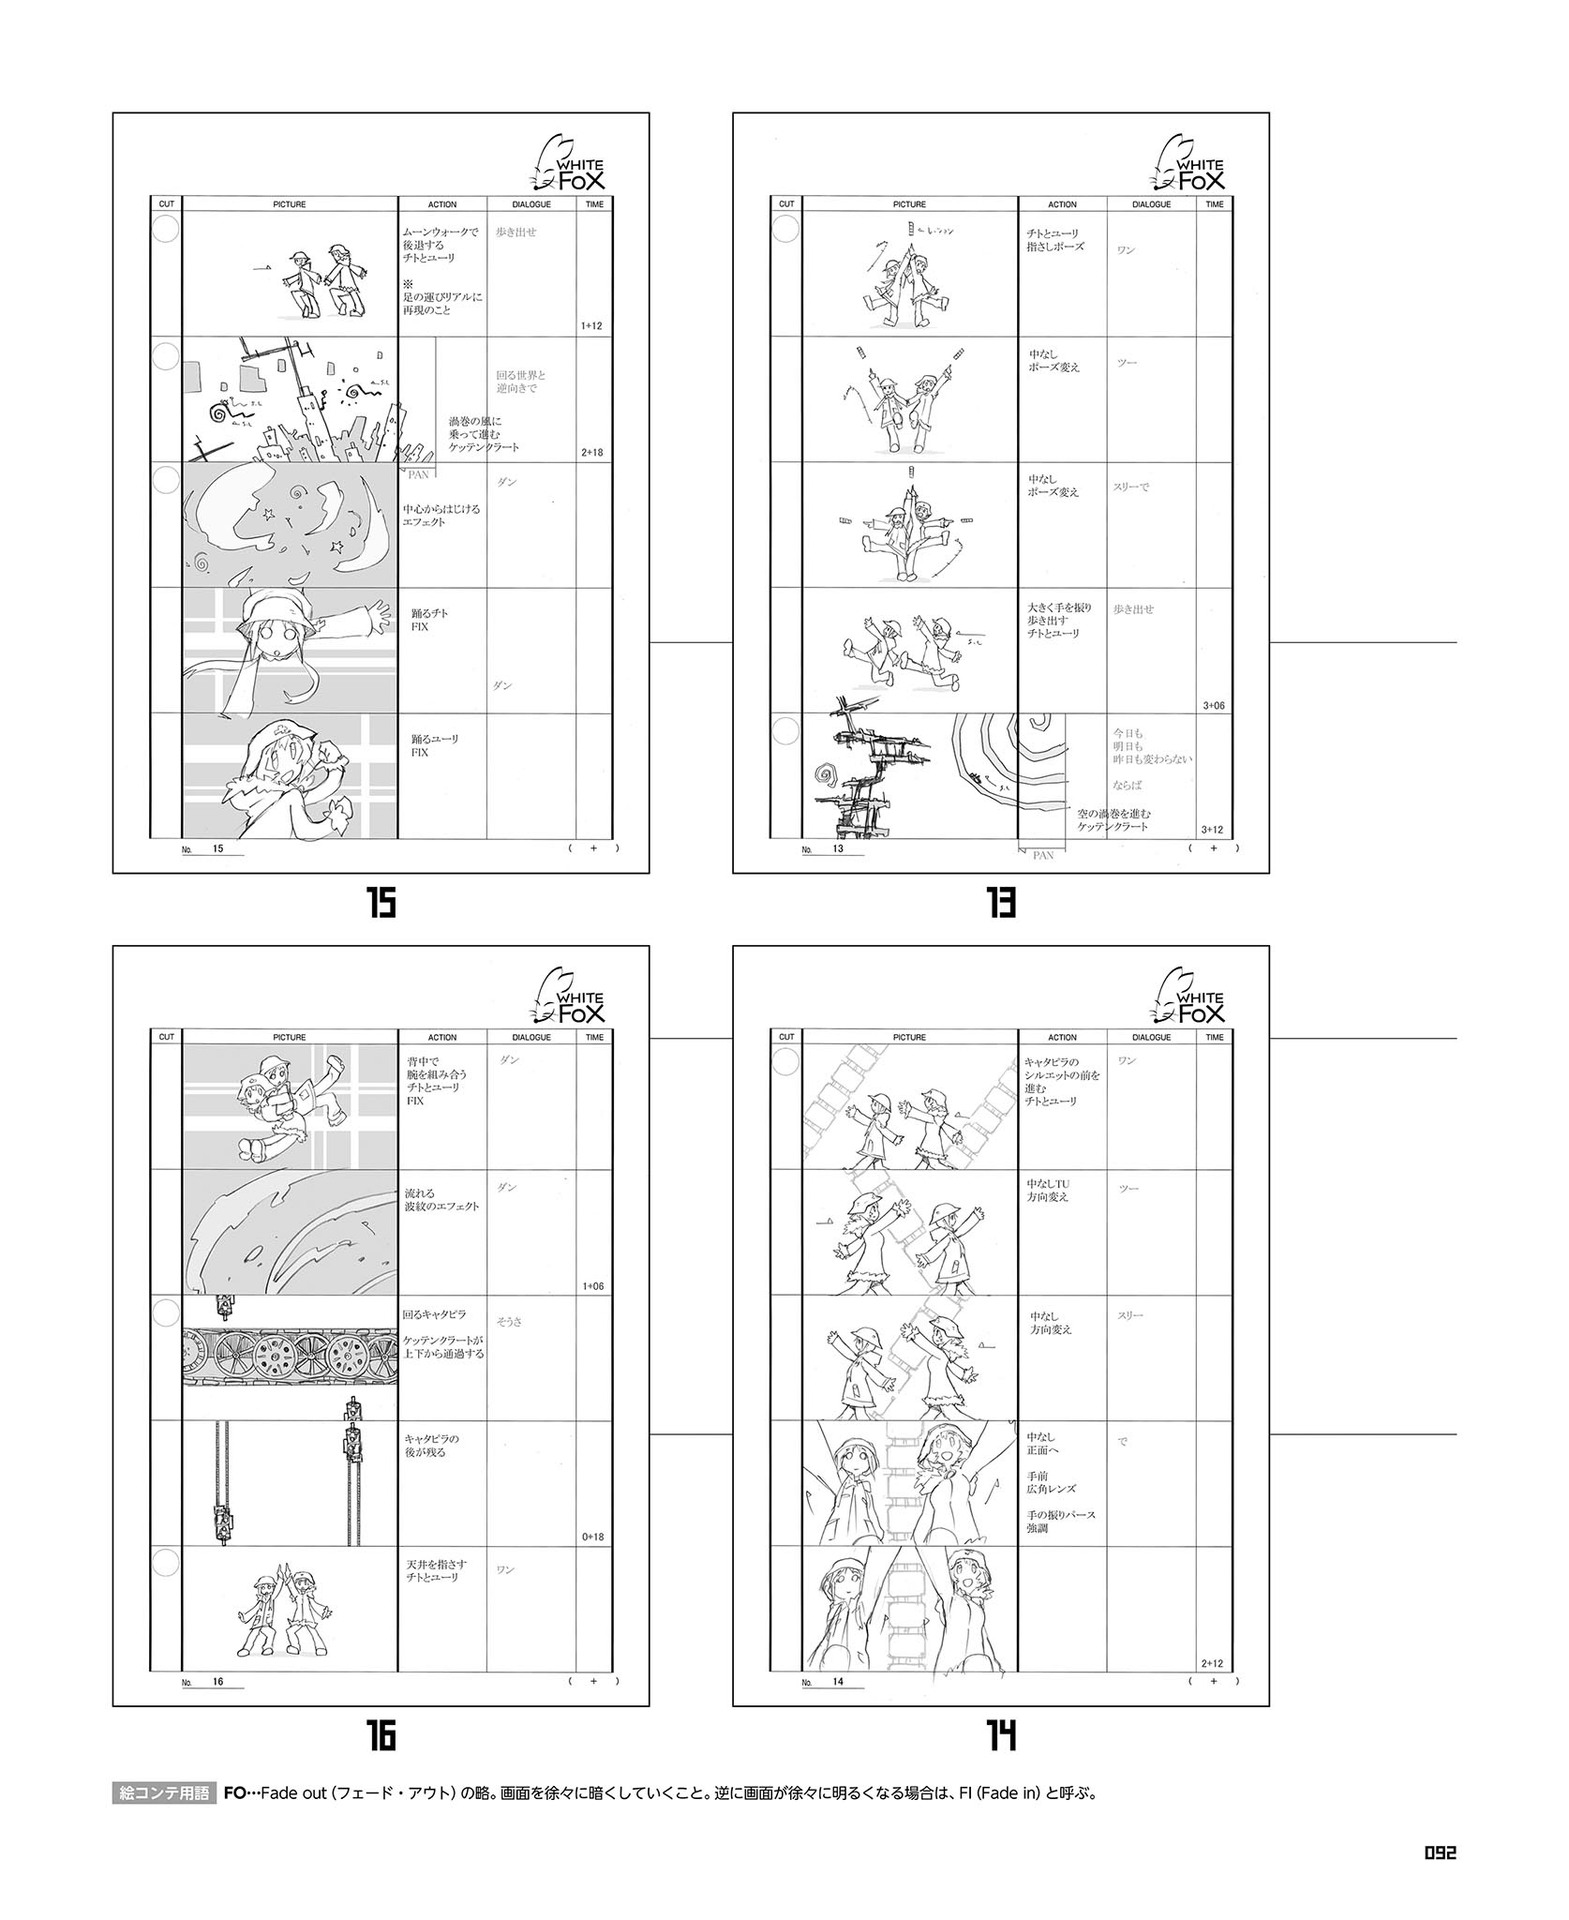 WHITE
FOX
CUT PICTURE ACTION DIALOGUE TIME
チトとユーリ
指さしポーズ
ワン
中なし
ポーズ変え
ツー
中なし
ポーズ変え
スリーで
大きく手を振り
歩き出す
チトとユーリ
歩き出せ
3+06
S.L
今日も
明日も
昨日も変わらない
ならば
空の渦巻を進む
ケッテンクラート
3+12
PAN
No. 13
( + )
13
WHITE
FOX
CUT PICTURE ACTION DIALOGUE TIME
キャタピラの
シルエットの前を
進む
チトとユーリ
ワン
中なしTU
方向変え
ツー
中なし
方向変え
スリー
中なし
正面へ
手前
広角レンズ
手の振りパース
強調
で
2+12
No. 14
( + )
14
WHITE
FOX
CUT PICTURE ACTION DIALOGUE TIME
ムーンウォークで
後退する
チトとユーリ
※
足の運びリアルに
再現のこと
歩き出せ
1+12
S.L
S.L
S.L
回る世界と
逆向きで
渦巻の風に
乗って進む
ケッテンクラート
2+18
PAN
中心からはじける
エフェクト
ダン
踊るチト
FIX
ダン
踊るユーリ
FIX
No. 15
( + )
15
WHITE
FOX
CUT PICTURE ACTION DIALOGUE TIME
背中で
腕を組み合う
チトとユーリ
FIX
ダン
流れる
波紋のエフェクト
ダン
1+06
回るキャタピラ
ケッテンクラートが
上下から通過する
そうさ
キャタピラの
後が残る
0+18
天井を指さす
チトとユーリ
ワン
No. 16
( + )
16
絵コンテ用語 FO…Fade out（フェード・アウト）の略。画面を徐々に暗くしていくこと。逆に画面が徐々に明るくなる場合は、FI（Fade in）と呼ぶ。
092